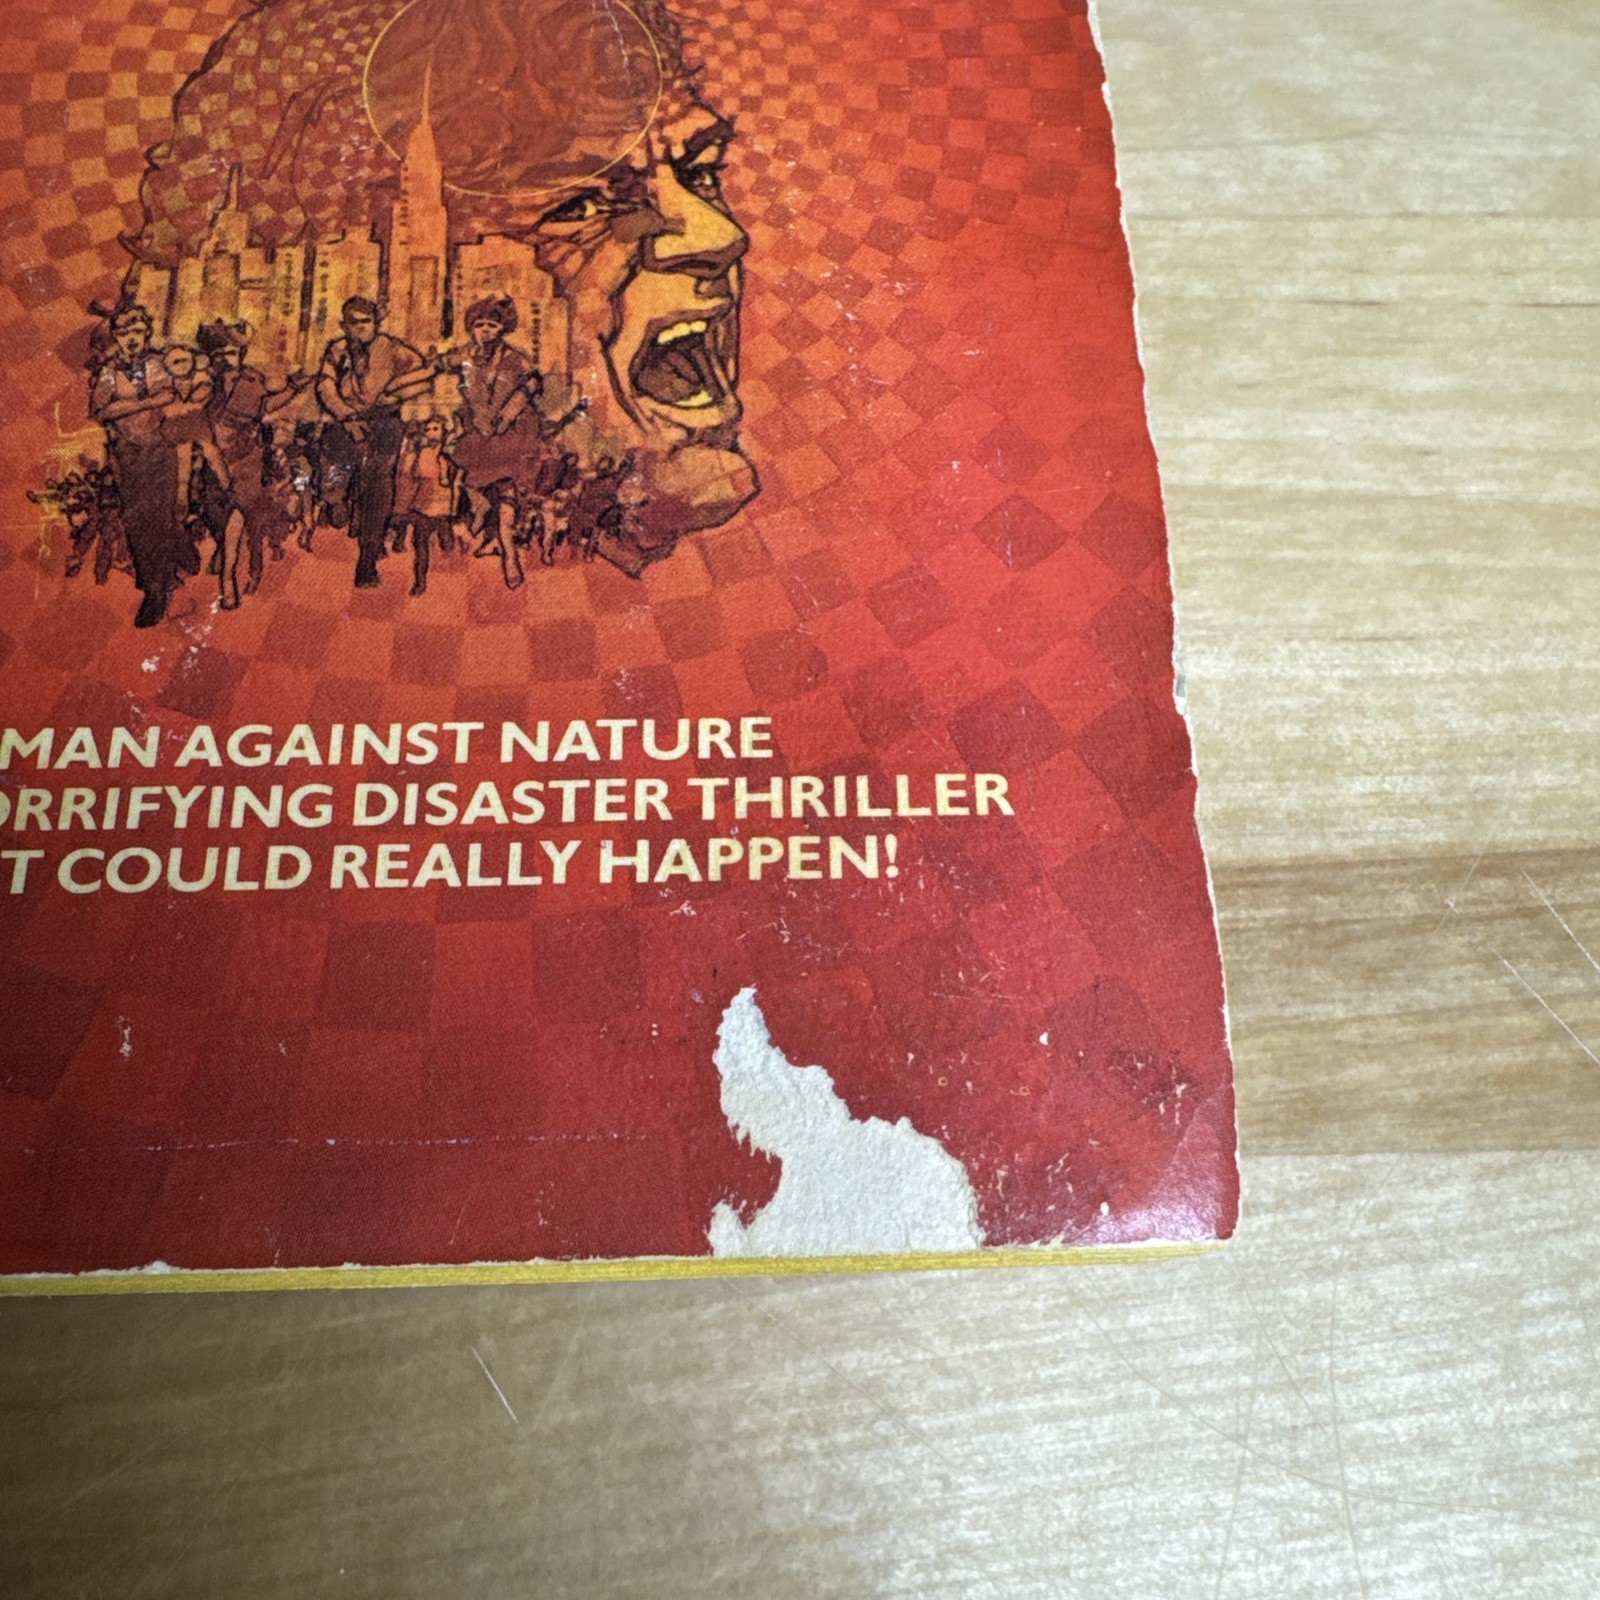 MAN AGAINST NATURE
ORRIFYING DISASTER THRILLER
T COULD REALLY HAPPEN!